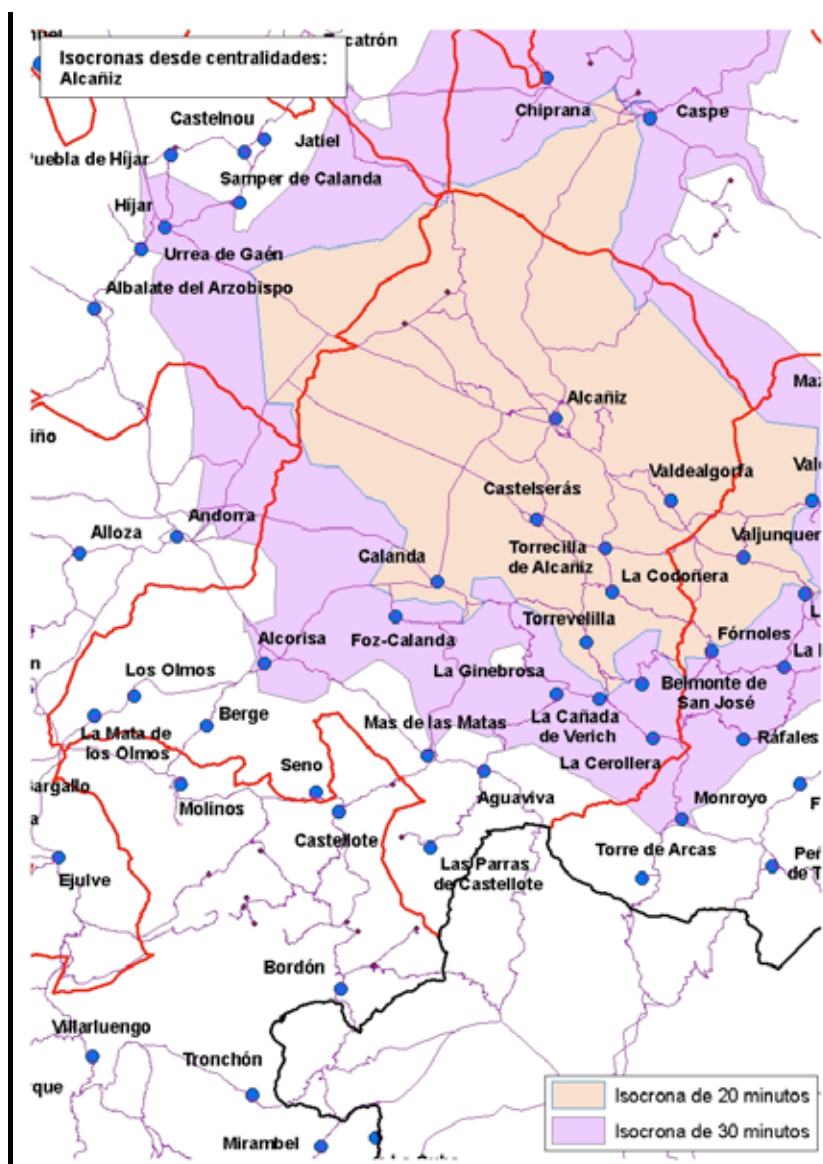 Isocronas desde centralidades:
Alcañiz
Chiprana
Caspe
Castelnou
Jatiel
Puebla de Híjar
Samper de Calanda
Híjar
Urrea de Gaén
Albalate del Arzobispo
Alcañiz
Castelserás
Valdealgorfa
Andorra
Alloza
Calanda
Torrecilla
de Alcañiz
La Codoñera
Torrevelilla
Foz-Calanda
Fórnoles
Alcorisa
La Ginebrosa
Belmonte de
San José
Los Olmos
Berge
La Mata de
los Olmos
Mas de las Matas
La Cañada
de Verich
Ráfales
La Cerollera
Seno
Molinos
Aguaviva
Monroyo
Castellote
Las Parras
de Castellote
Torre de Arcas
Ejulve
Bordón
Villarluengo
Tronchón
Mirambel
Isocrona de 20 minutos
Isocrona de 30 minutos